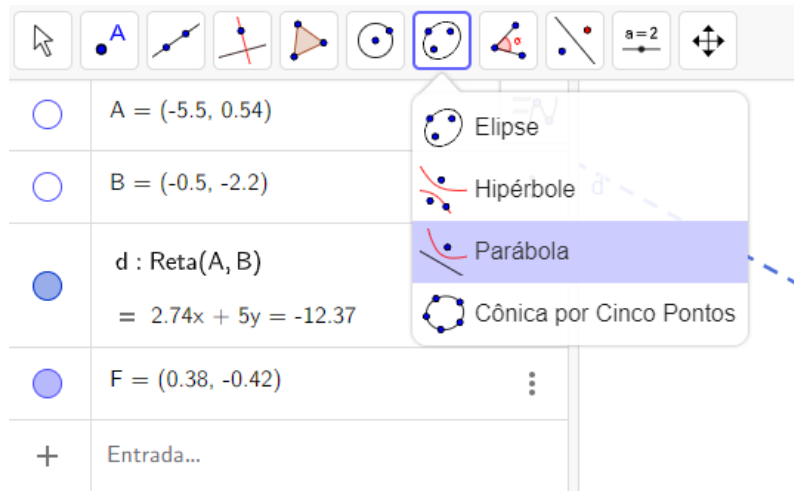 A
a=2
A = (-5.5, 0.54)
B = (-0.5, -2.2)
d : Reta(A, B)
= 2.74x + 5y = -12.37
F = (0.38, -0.42)
Entrada...
Elipse
Hipérbole
Parábola
Cônica por Cinco Pontos
d